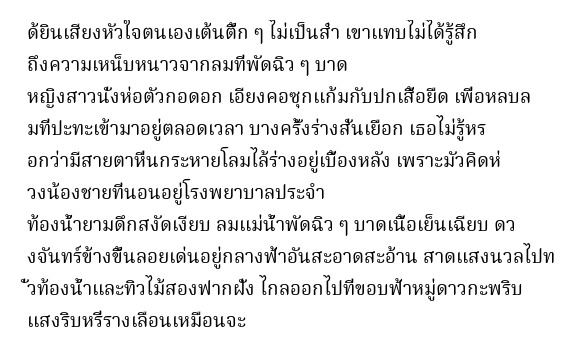 ด้ยินเสียงหัวใจตนเองเต้นตึก ๆ ไม่เป็นส่ำ เขาแทบไม่ได้รู้สึก
ถึงความเหน็บหนาวจากลมที่พัดฉิว ๆ บาด
หญิงสาวนั่งห่อตัวกอดอก เอียงคอซุกแก้มกับปกเสื้อยืด เพื่อหลบล
มที่ปะทะเข้ามาอยู่ตลอดเวลา บางครั้งร่างสั่นเยือก เธอไม่รู้หร
อกว่ามีสายตาหื่นกระหายโลมไล้ร่างอยู่เบื้องหลัง เพราะมัวคิดห่
วงน้องชายที่นอนอยู่โรงพยาบาลประจำ
ท้องน้ำยามดึกสงัดเงียบ ลมแม่น้ำพัดฉิว ๆ บาดเนื้อเย็นเฉียบ ดว
งจันทร์ข้างขึ้นลอยเด่นอยู่กลางฟ้าอันสะอาดสะอ้าน สาดแสงนวลไปท
ั่วท้องน้ำและทิวไม้สองฟากฝั่ง ไกลออกไปที่ขอบฟ้าหมู่ดาวกะพริบ
แสงริบหรี่รางเลือนเหมือนจะ